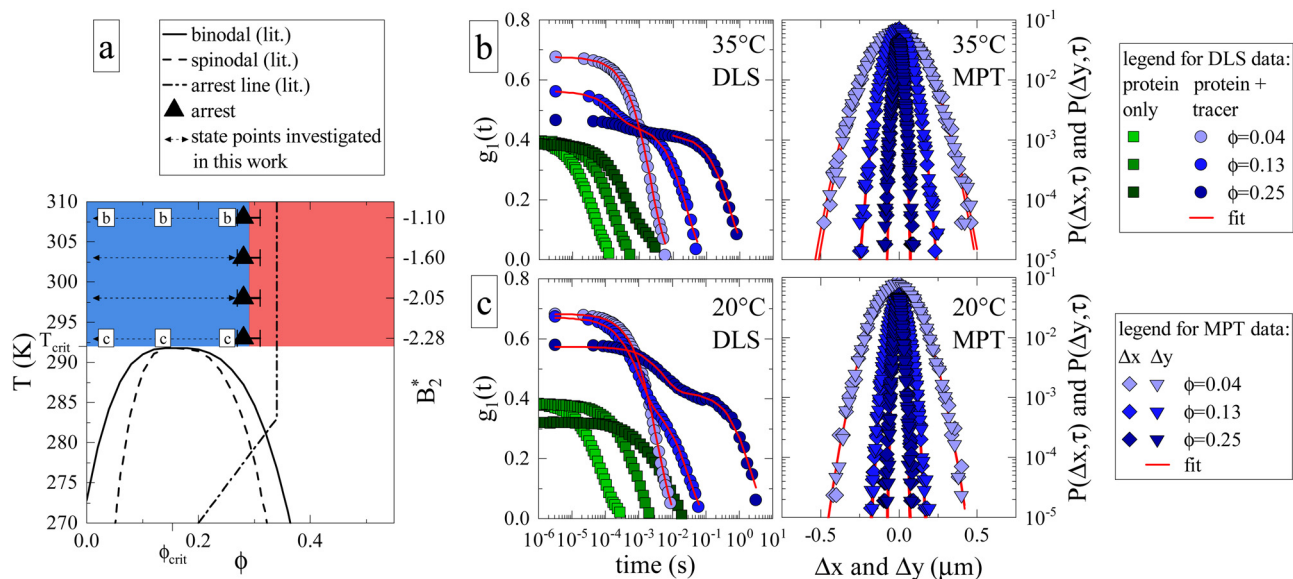 a
binodal (lit.)
spinodal (lit.)
arrest line (lit.)
arrest
state points investigated
in this work
310
305
300
295
T_crit
290
285
280
275
270
T (K)
b b b
c c c
-1.10
-1.60
-2.05
-2.28
B₂*
0.0 ϕ_crit 0.2 0.4
ϕ
b
35°C
DLS
0.8
0.6
0.4
0.2
0.0
g₁(t)
35°C
MPT
10⁻¹
10⁻²
10⁻³
10⁻⁴
10⁻⁵
P(Δx,τ) and P(Δy,τ)
c
20°C
DLS
0.8
0.6
0.4
0.2
0.0
g₁(t)
10⁻⁶ 10⁻⁵ 10⁻⁴ 10⁻³ 10⁻² 10⁻¹ 10⁰ 10¹
time (s)
20°C
MPT
10⁻¹
10⁻²
10⁻³
10⁻⁴
10⁻⁵
P(Δx,τ) and P(Δy,τ)
-0.5 0.0 0.5
Δx and Δy (μm)
legend for DLS data:
protein protein +
only tracer
ϕ=0.04
ϕ=0.13
ϕ=0.25
fit
legend for MPT data:
Δx Δy
ϕ=0.04
ϕ=0.13
ϕ=0.25
fit